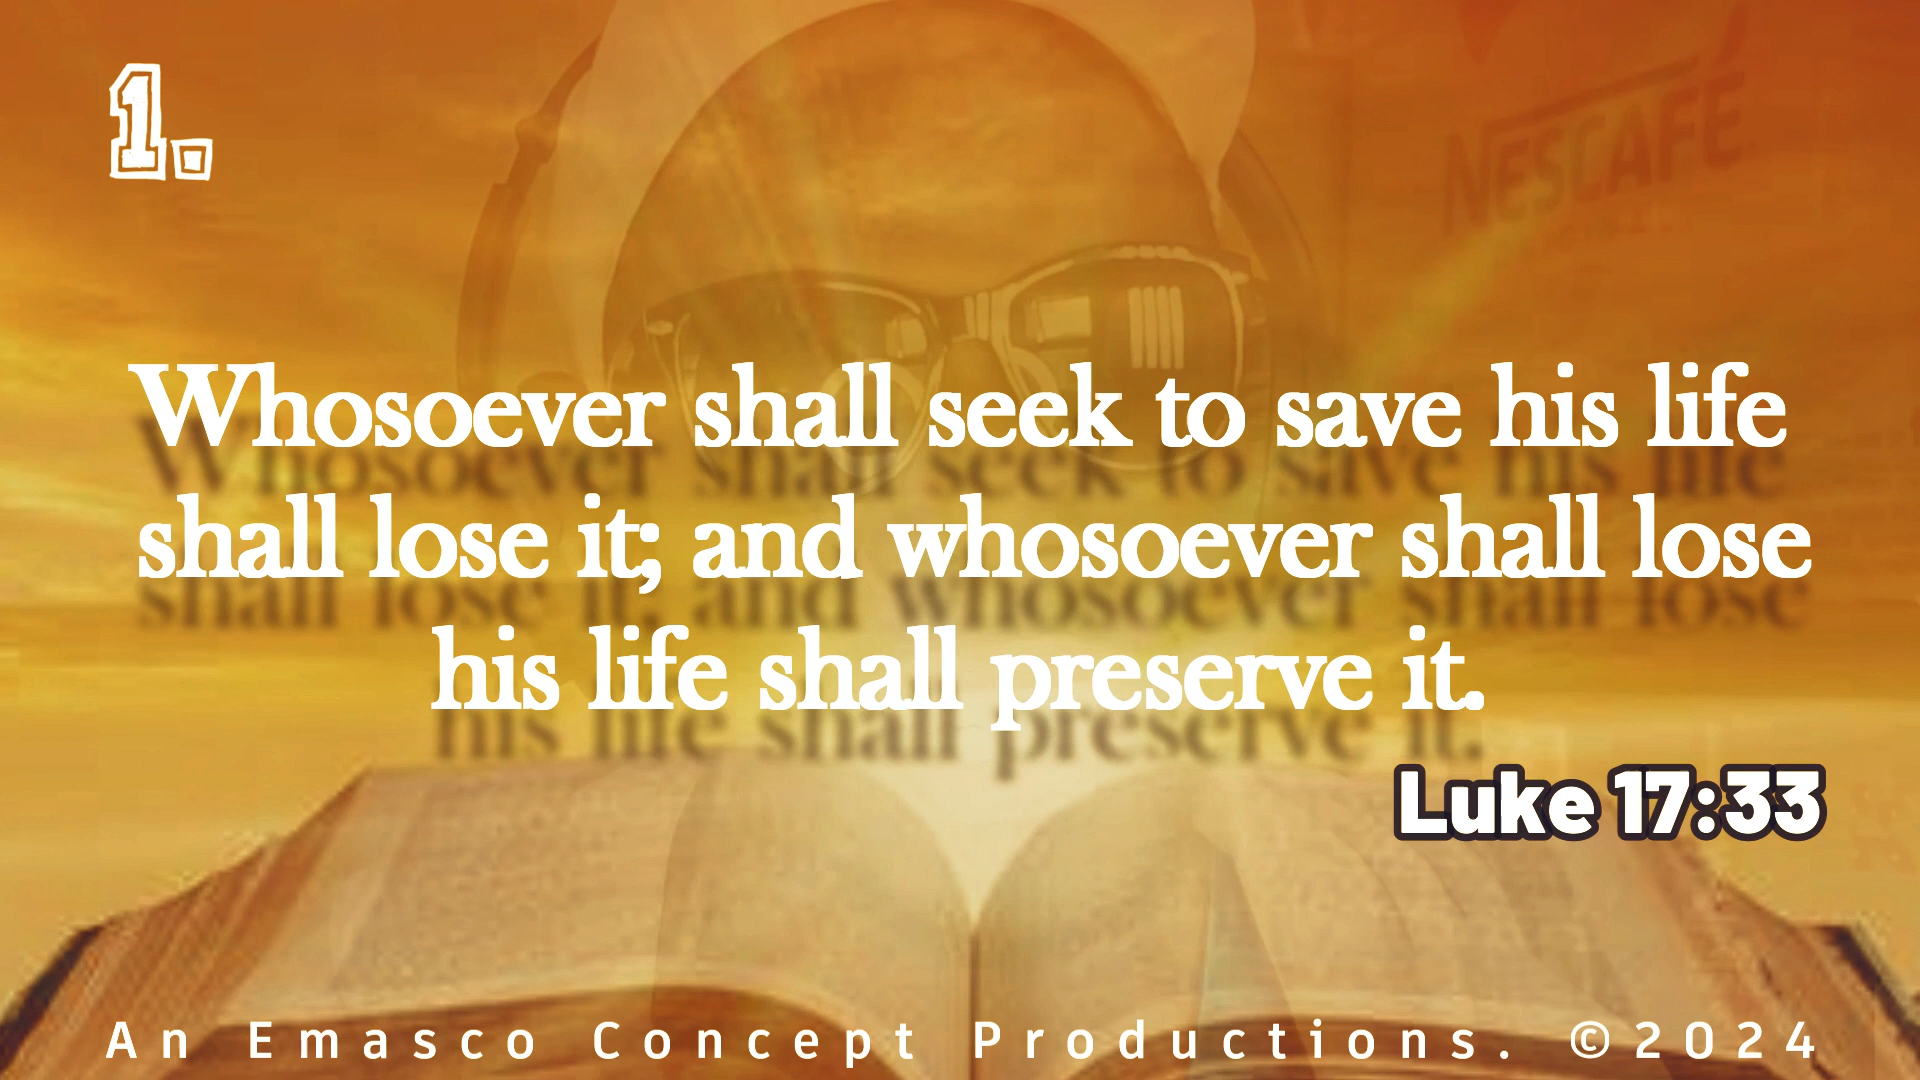 1.
NESCAFÉ
Whosoever shall seek to save his life
shall lose it; and whosoever shall lose
his life shall preserve it.
Luke 17:33
An Emasco Concept Productions. ©2024